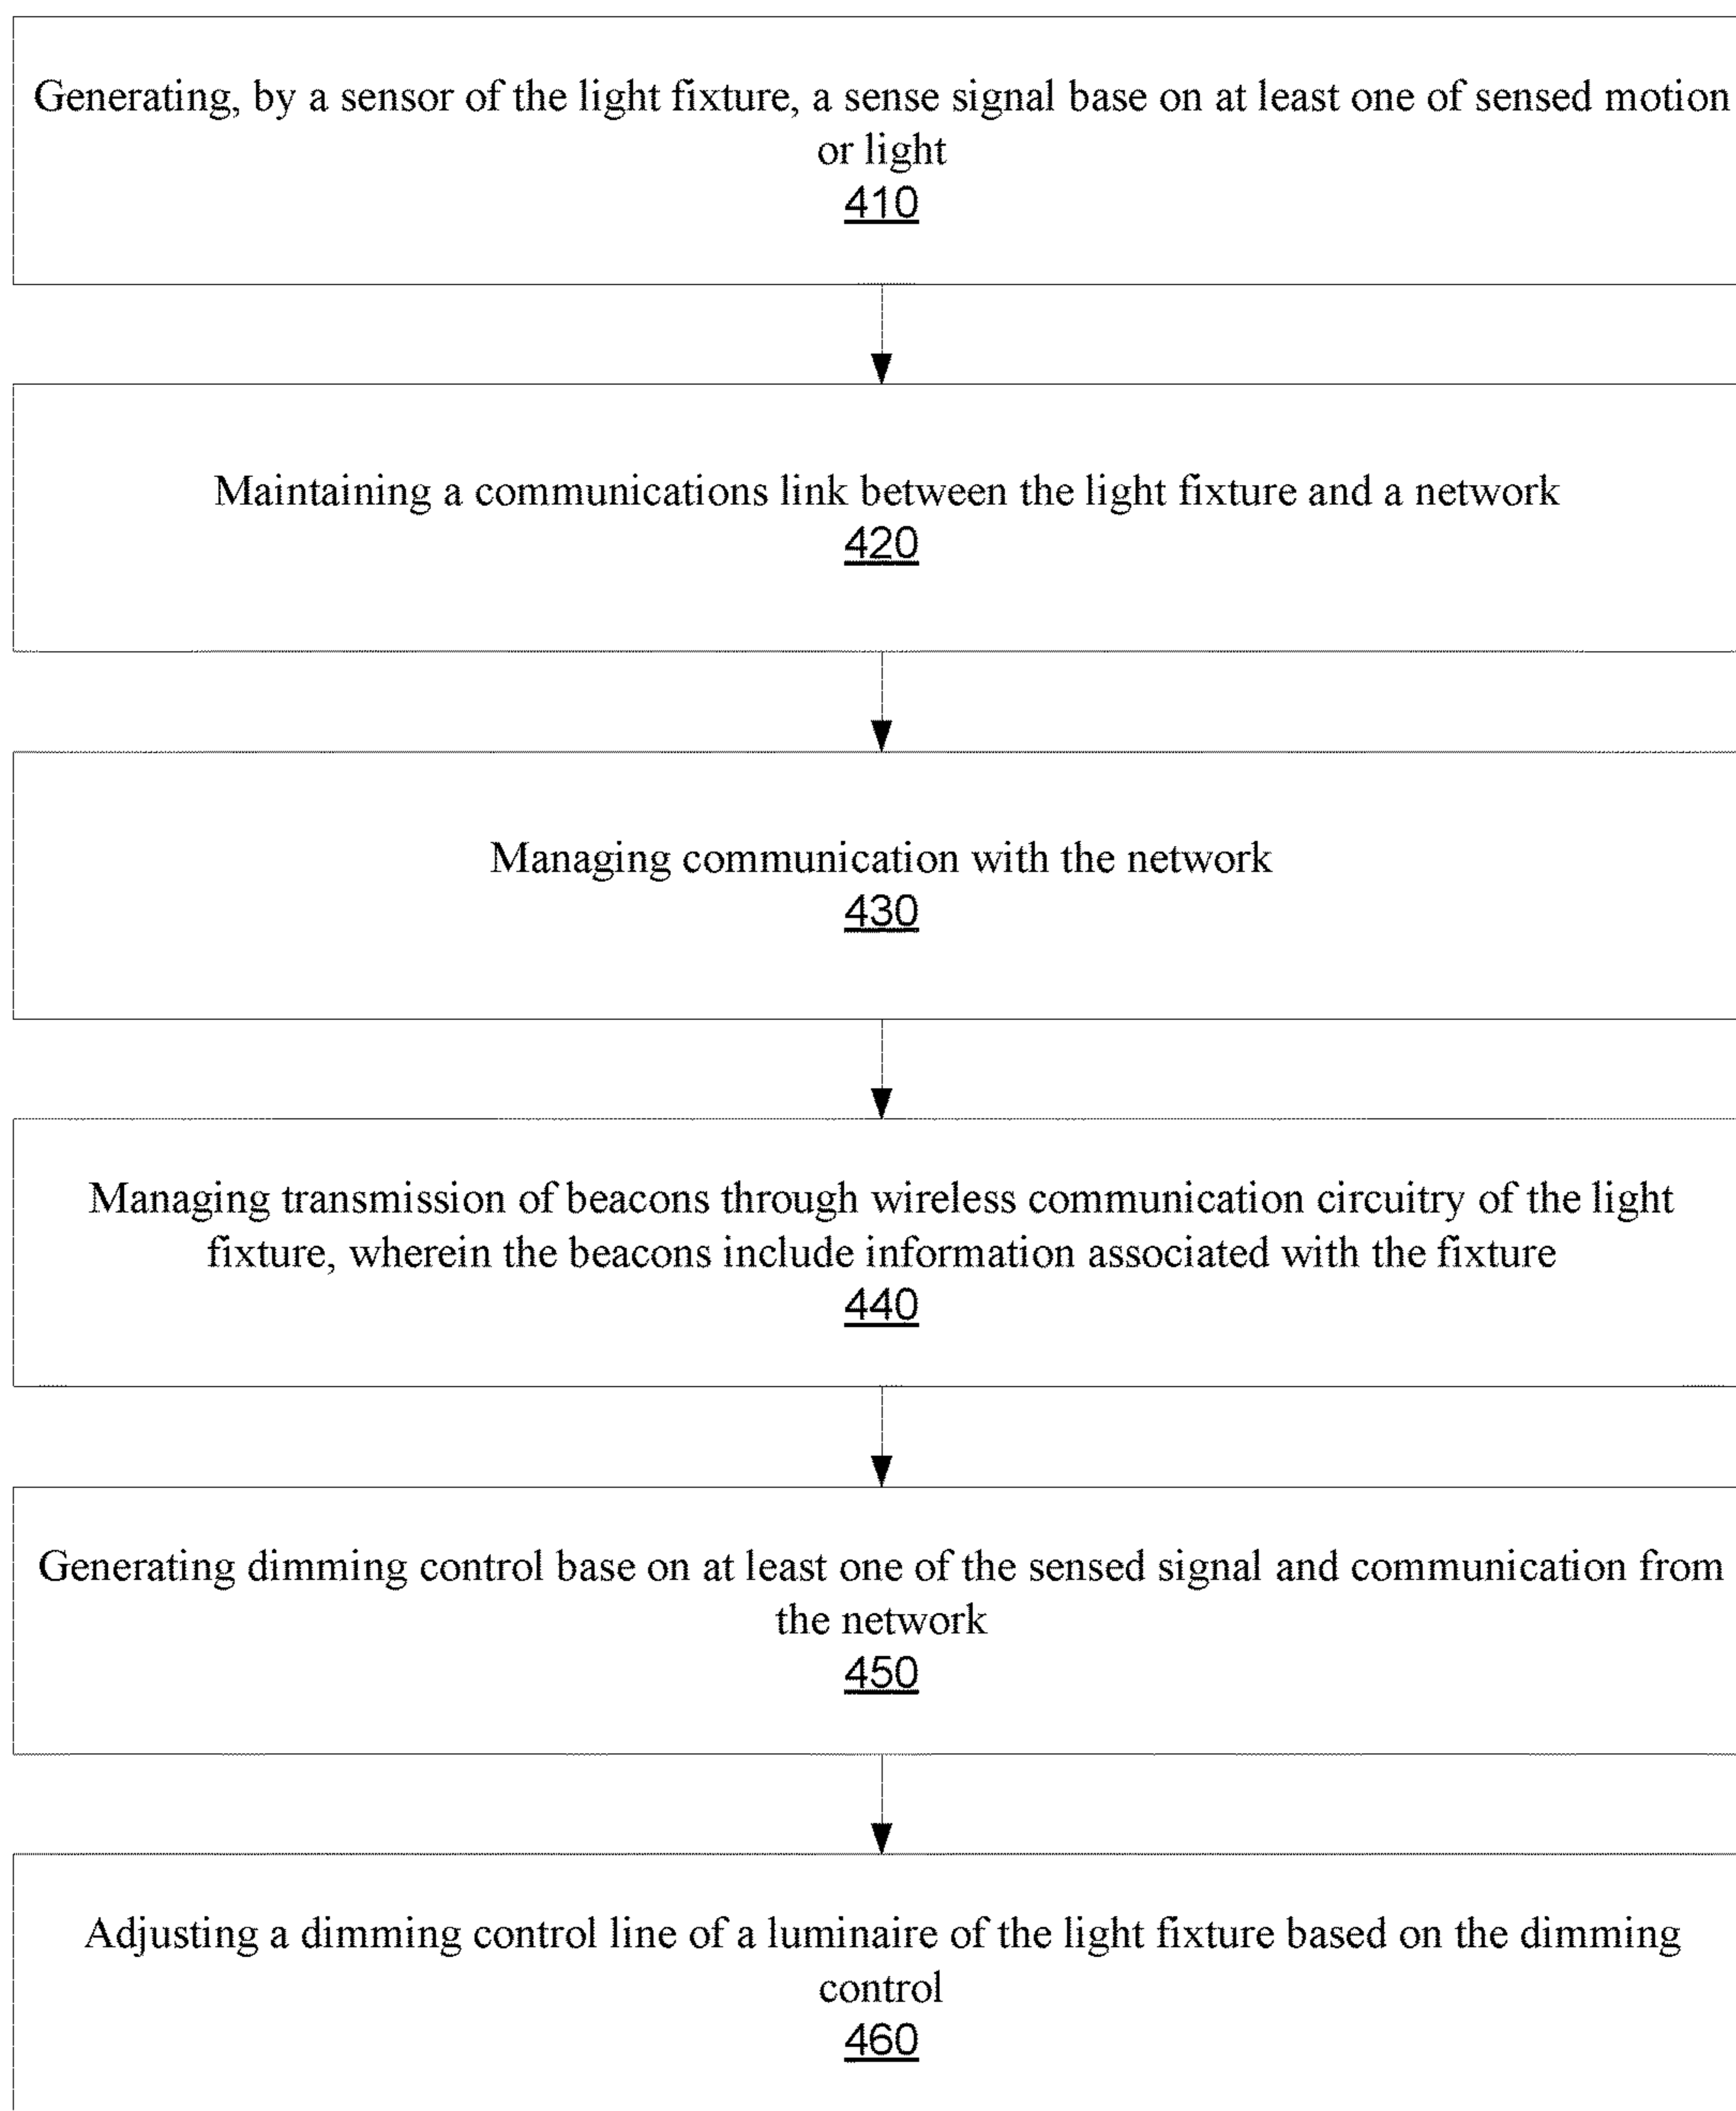 Generating, by a sensor of the light fixture, a sense signal base on at least one of sensed motion
or light
410
Maintaining a communications link between the light fixture and a network
420
Managing communication with the network
430
Managing transmission of beacons through wireless communication circuitry of the light
fixture, wherein the beacons include information associated with the fixture
440
Generating dimming control base on at least one of the sensed signal and communication from
the network
450
Adjusting a dimming control line of a luminaire of the light fixture based on the dimming
control
460